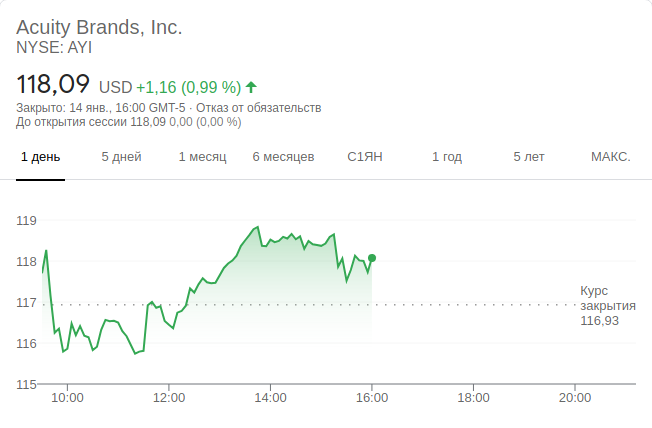 Acuity Brands, Inc.
NYSE: AYI
118,09 USD +1,16 (0,99 %)
Закрыто: 14 янв., 16:00 GMT-5 · Отказ от обязательств
До открытия сессии 118,09 0,00 (0,00 %)
1 день 5 дней 1 месяц 6 месяцев С1ЯН 1 год 5 лет МАКС.
119
118
117
116
115
Курс
закрытия
116,93
10:00 12:00 14:00 16:00 18:00 20:00